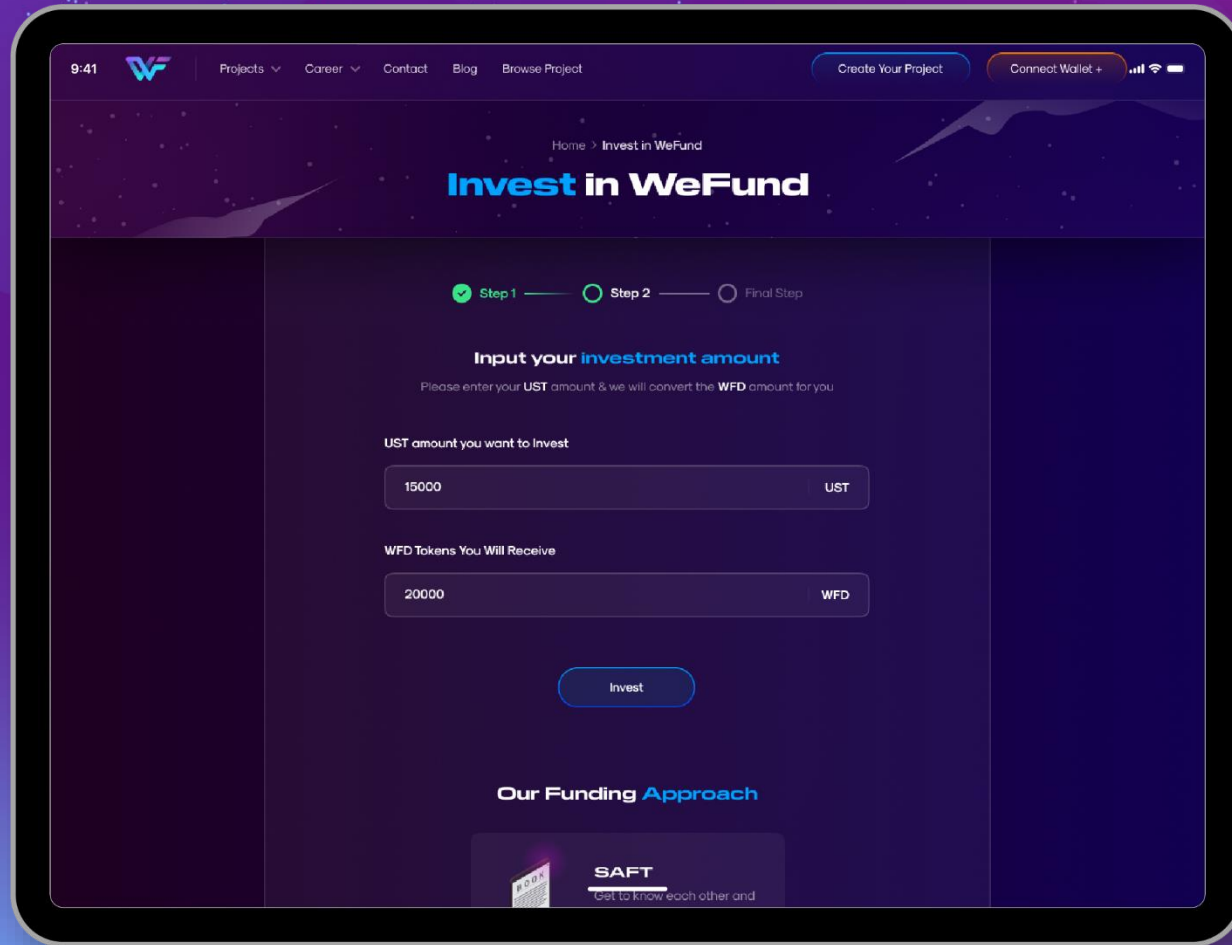 9:41
WF
Projects
Career
Contact
Blog
Browse Project
Create Your Project
Connect Wallet +
Home > Invest in WeFund
Invest in WeFund
Step 1
Step 2
Final Step
Input your investment amount
Please enter your UST amount & we will convert the WFD amount for you
UST amount you want to Invest
15000 UST
WFD Tokens You Will Receive
20000 WFD
Invest
Our Funding Approach
BOOK
SAFT
Get to know each other and